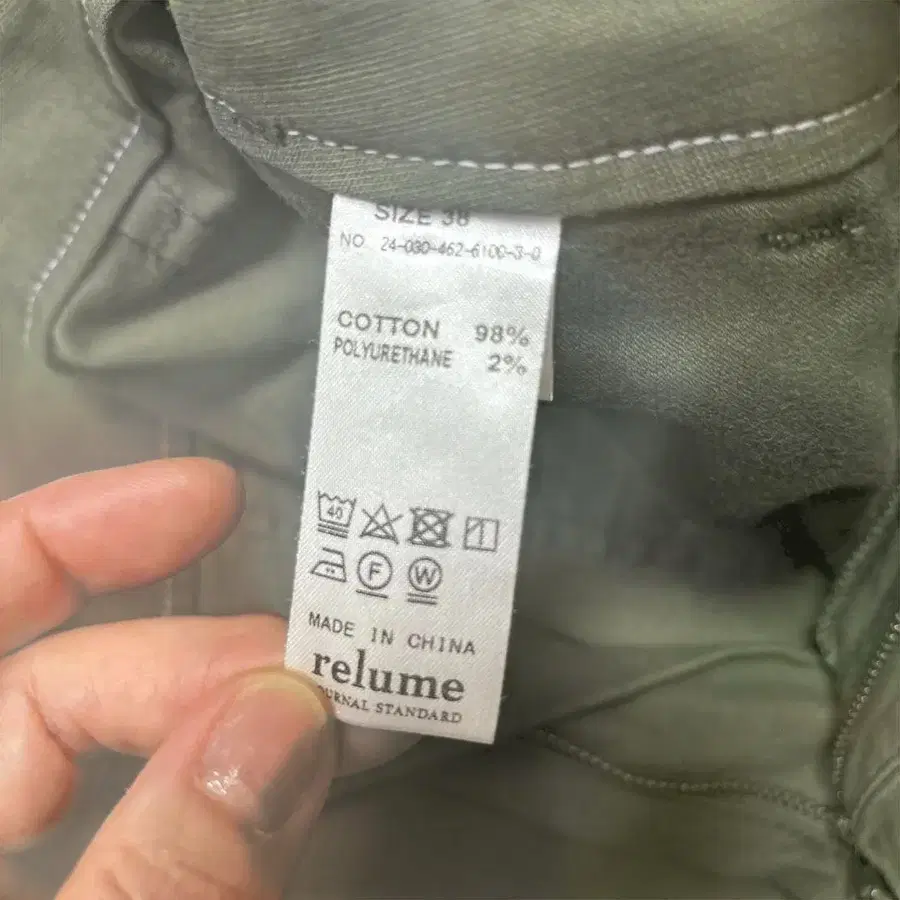 SIZE 38
NO. 24-080-462-6100-3-0
COTTON 98%
POLYURETHANE 2%
40
F W
MADE IN CHINA
relume
JOURNAL STANDARD